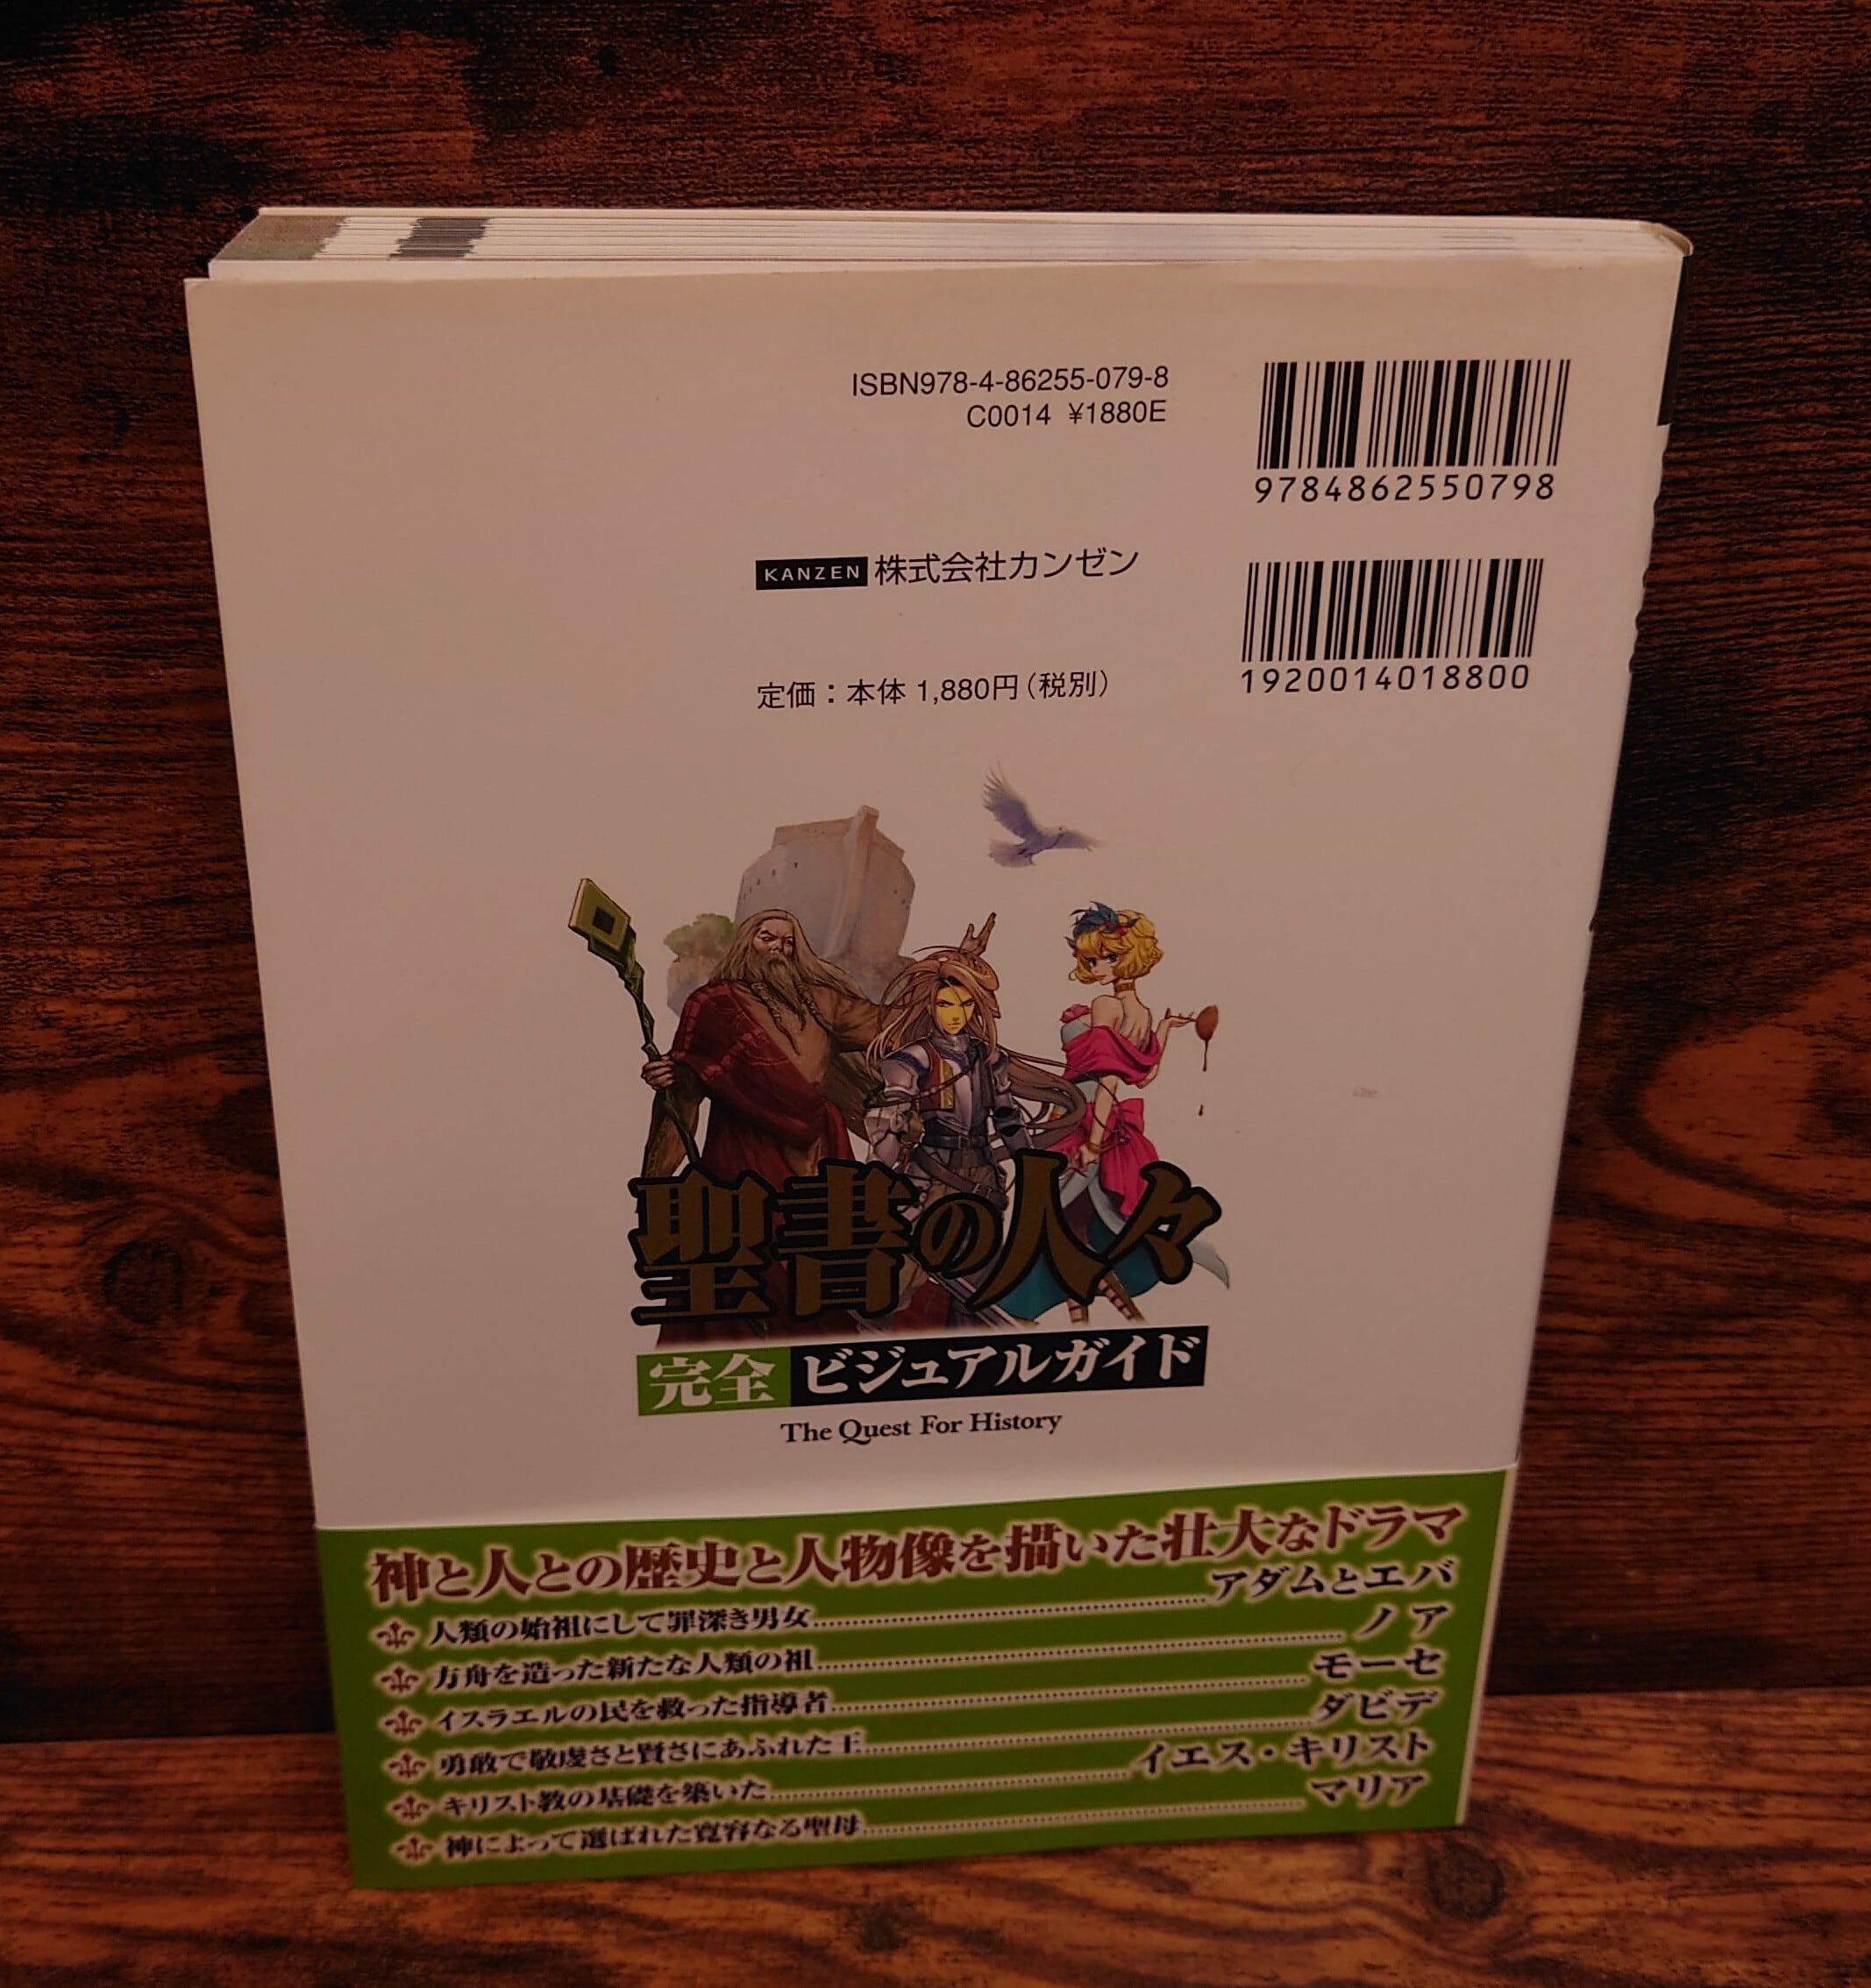 ISBN978-4-86255-079-8
C0014 ¥1880E
9784862550798
KANZEN 株式会社カンゼン
1920014018800
定価：本体 1,880円（税別）
聖書の人々
完全 ビジュアルガイド
The Quest For History
神と人との歴史と人物像を描いた壮大なドラマ
人類の始祖にして罪深き男女……アダムとエバ
方舟を造った新たな人類の祖……ノア
イスラエルの民を救った指導者……モーセ
勇敢で敬虔さと賢さにあふれた王……ダビデ
キリスト教の基礎を築いた……イエス・キリスト
神によって選ばれた寛容なる聖母……マリア